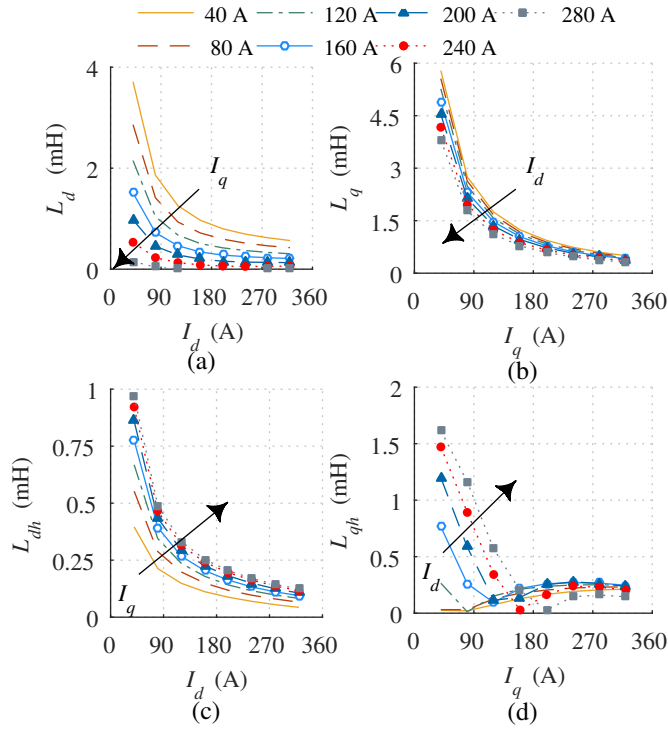 40 A 120 A 200 A 280 A
80 A 160 A 240 A
4
2
0
L_d (mH)
I_q
0 90 180 270 360
I_d (A)
(a)
6
4.5
3
1.5
0
L_q (mH)
I_d
0 90 180 270 360
I_q (A)
(b)
1
0.75
0.5
0.25
0
L_dh (mH)
I_q
0 90 180 270 360
I_d (A)
(c)
2
1.5
1
0.5
0
L_qh (mH)
I_d
0 90 180 270 360
I_q (A)
(d)